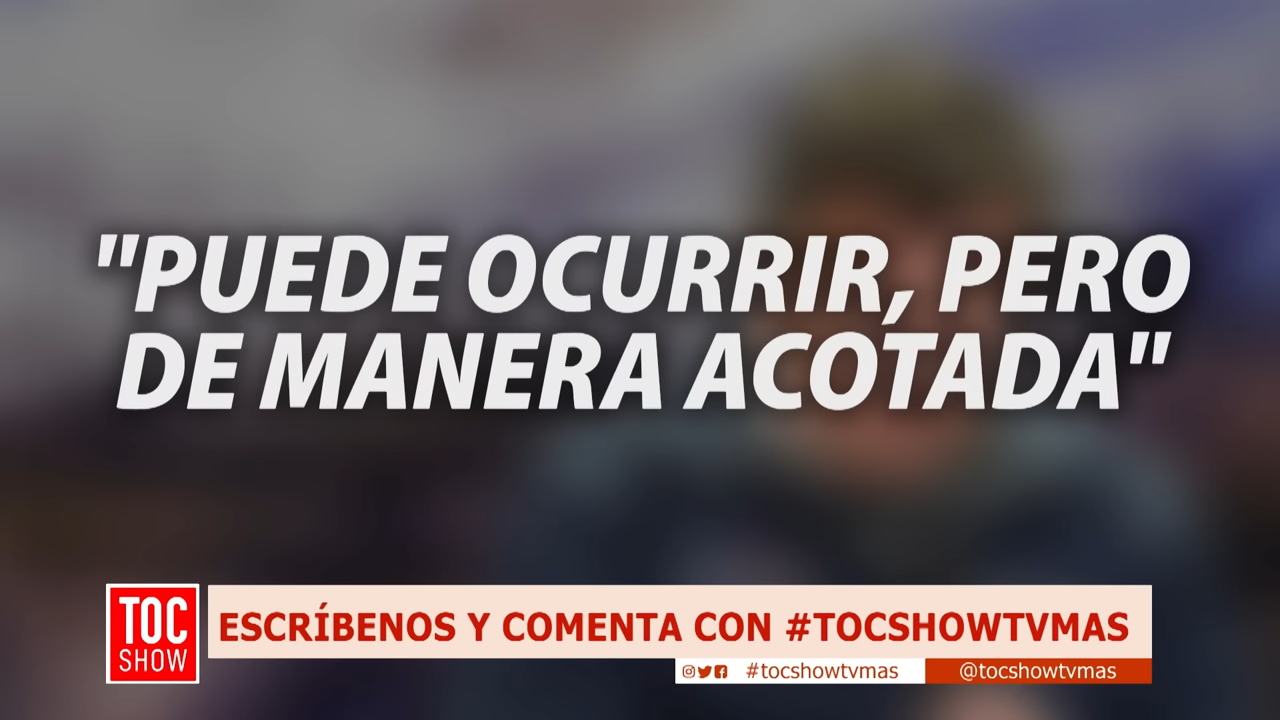 "PUEDE OCURRIR, PERO
DE MANERA ACOTADA"
TOC
SHOW
ESCRÍBENOS Y COMENTA CON #TOCSHOWTVMAS
#tocshowtvmas
@tocshowtvmas